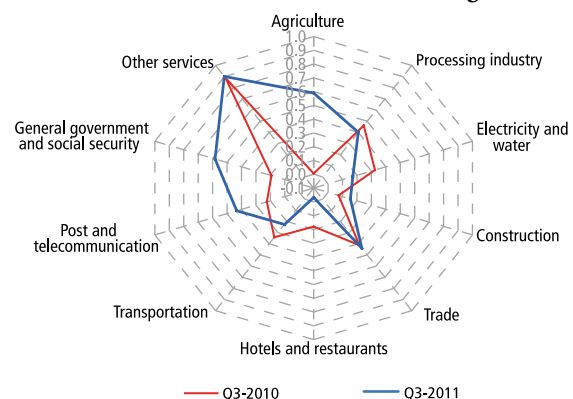 Agriculture
1.0
0.9
0.8
0.7
0.6
0.5
0.4
0.3
0.2
0.1
0.0
-0.1
Other services
Processing industry
General government
and social security
Electricity and
water
Post and
telecommunication
Construction
Transportation
Trade
Hotels and restaurants
Q3-2010
Q3-2011